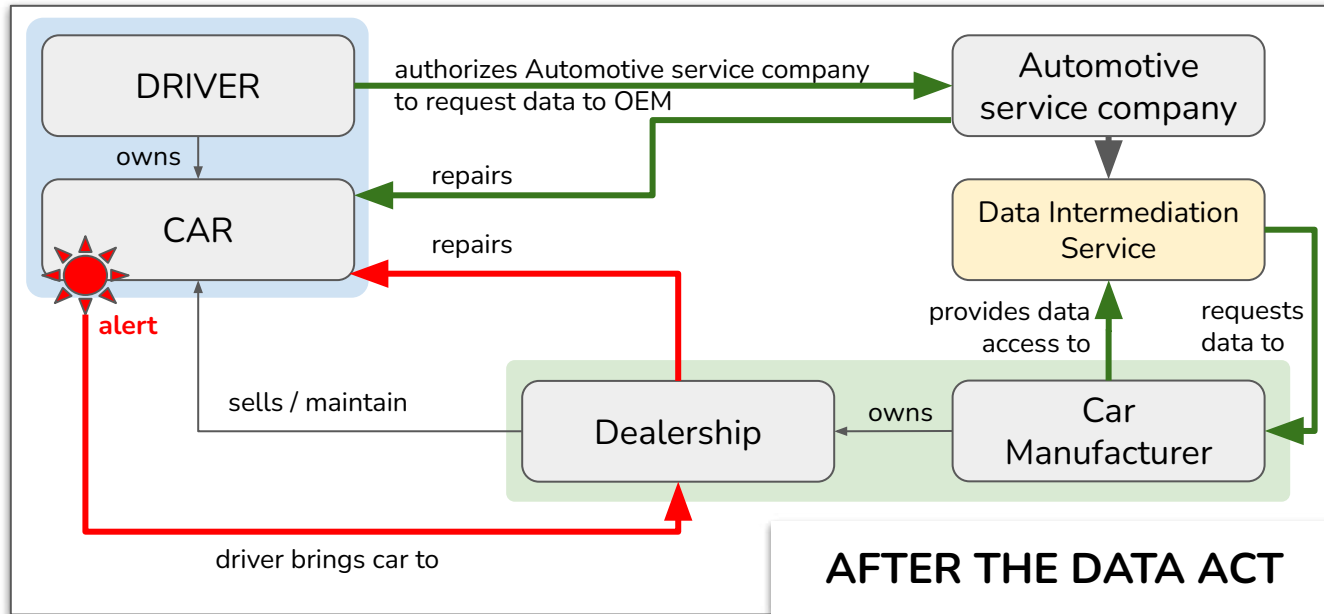 DRIVER
authorizes Automotive service company
to request data to OEM
Automotive
service company
owns
repairs
CAR
Data Intermediation
Service
repairs
alert
provides data
access to
requests
data to
sells / maintain
Dealership
owns
Car
Manufacturer
driver brings car to
AFTER THE DATA ACT